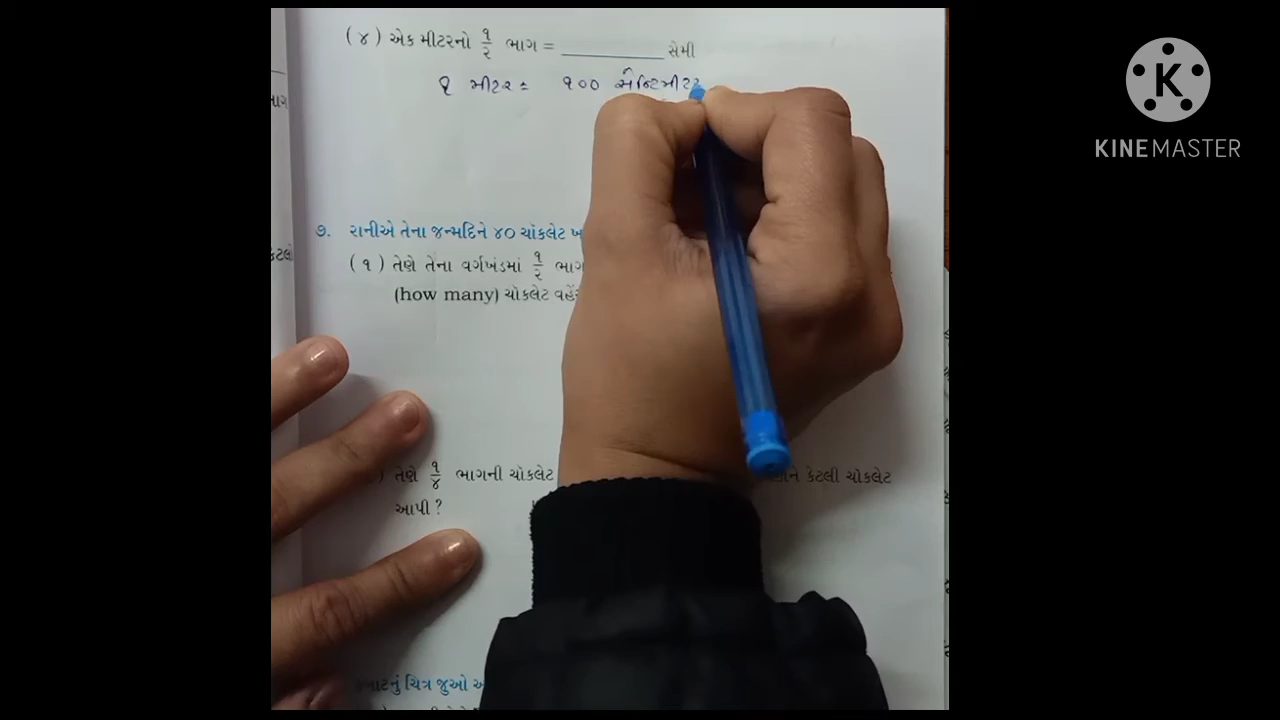 (૪) એક મીટરનો ૧/૨ ભાગ = ________ સેમી
૧ મીટર = ૧૦૦ સેન્ટિમીટર
૭. રાનીએ તેના જન્મદિને ૪૦ ચૉકલેટ
(૧) તેણે તેના વર્ગખંડમાં ૧/૨ ભાગ
(how many) ચૉકલેટ
તેણે ૧/૪ ભાગની ચૉકલેટ
કેટલી ચૉકલેટ
આપી?
ચિત્ર જુઓ
K
KINEMASTER